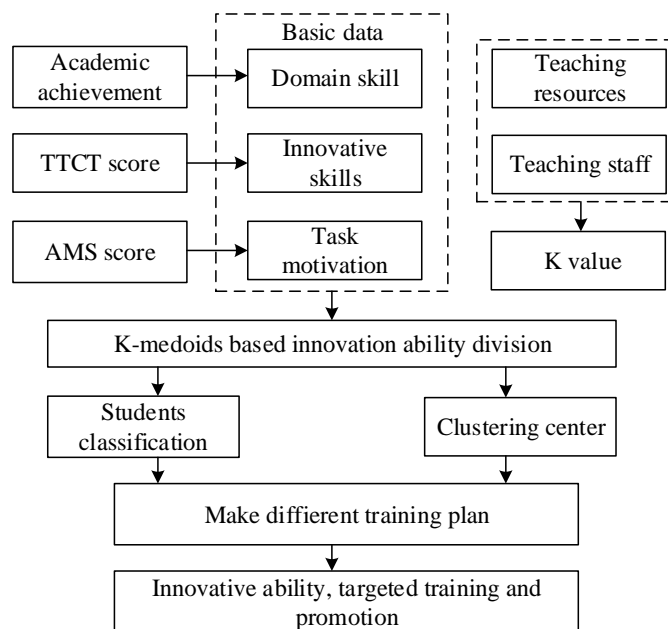 Basic data
Academic
achievement
Domain skill
Teaching
resources
TTCT score
Innovative
skills
Teaching staff
AMS score
Task
motivation
K value
K-medoids based innovation ability division
Students
classification
Clustering center
Make diffierent training plan
Innovative ability, targeted training and
promotion